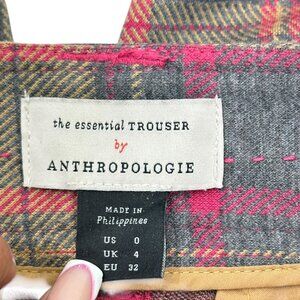 the essential TROUSER
by
ANTHROPOLOGIE
MADE IN
Philippines
US 0
UK 4
EU 32